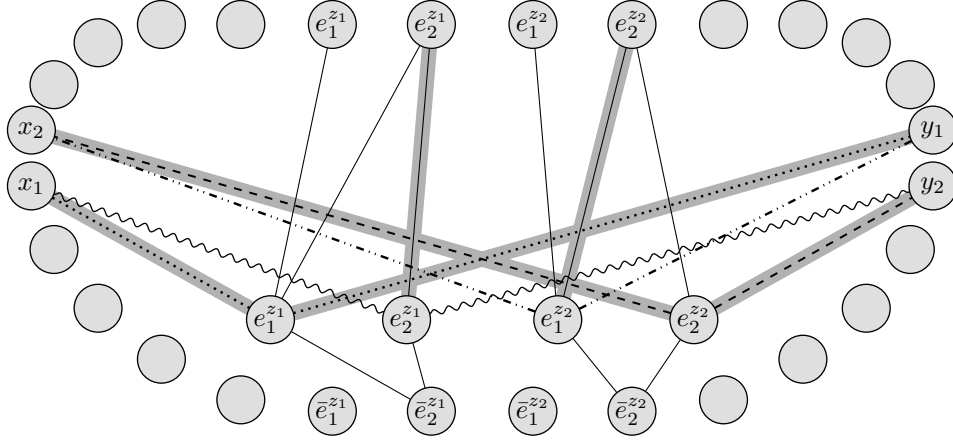 e_1^{z_1} e_2^{z_1} e_1^{z_2} e_2^{z_2}
x_2 y_1
x_1 y_2
e_1^{z_1} e_2^{z_1} e_1^{z_2} e_2^{z_2}
ē_1^{z_1} ē_2^{z_1} ē_1^{z_2} ē_2^{z_2}